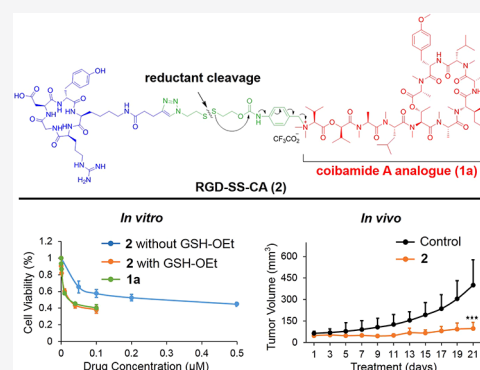 reductant cleavage
CF₃CO₂⁻
RGD-SS-CA (2)
coibamide A analogue (1a)
In vitro
2 without GSH-OEt
2 with GSH-OEt
1a
Cell Viability (%)
1.2
1
0.8
0.6
0.4
0.2
0
0 0.1 0.2 0.3 0.4 0.5
Drug Concentration (µM)
In vivo
Control
2
Tumor Volume (mm³)
600
450
300
150
0
***
1 3 5 7 9 11 13 15 17 19 21
Treatment (days)